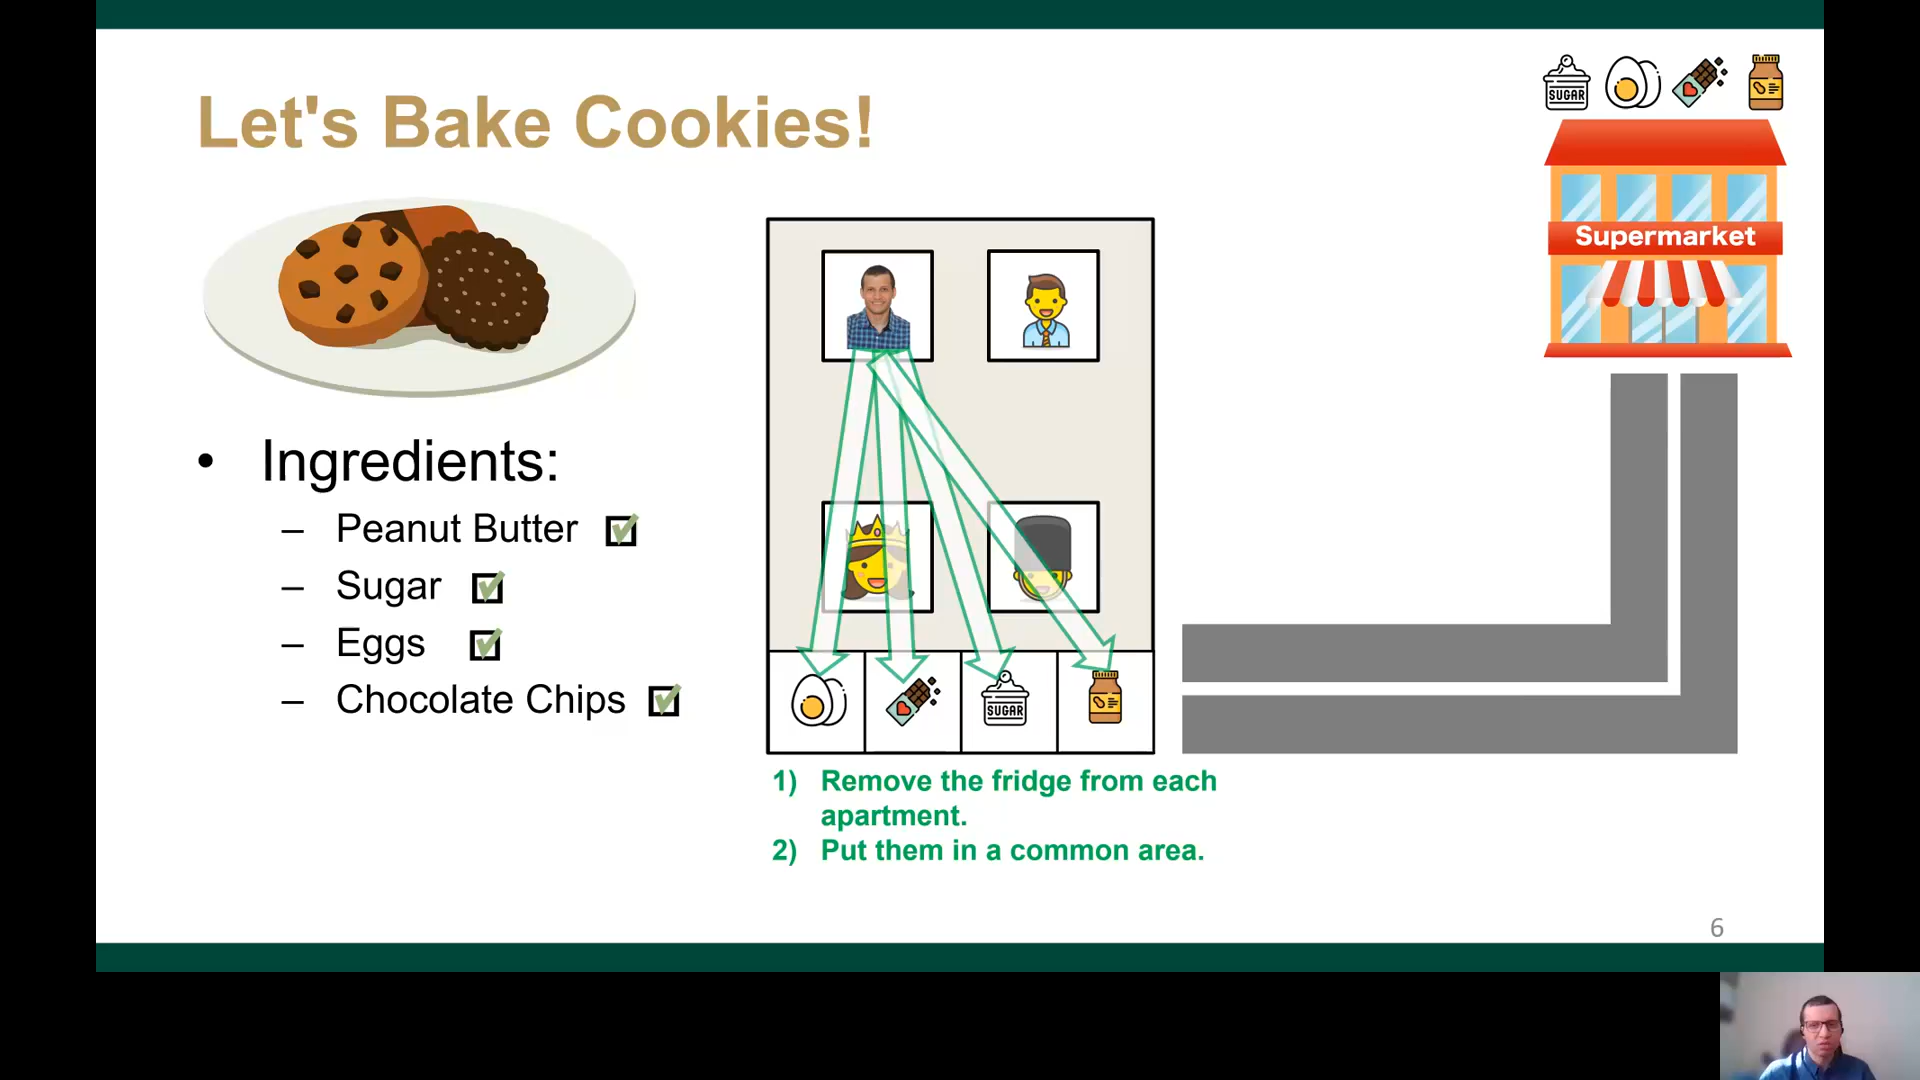 Let's Bake Cookies!
SUGAR
Supermarket
• Ingredients:
– Peanut Butter
– Sugar
– Eggs
– Chocolate Chips
SUGAR
1) Remove the fridge from each
apartment.
2) Put them in a common area.
6